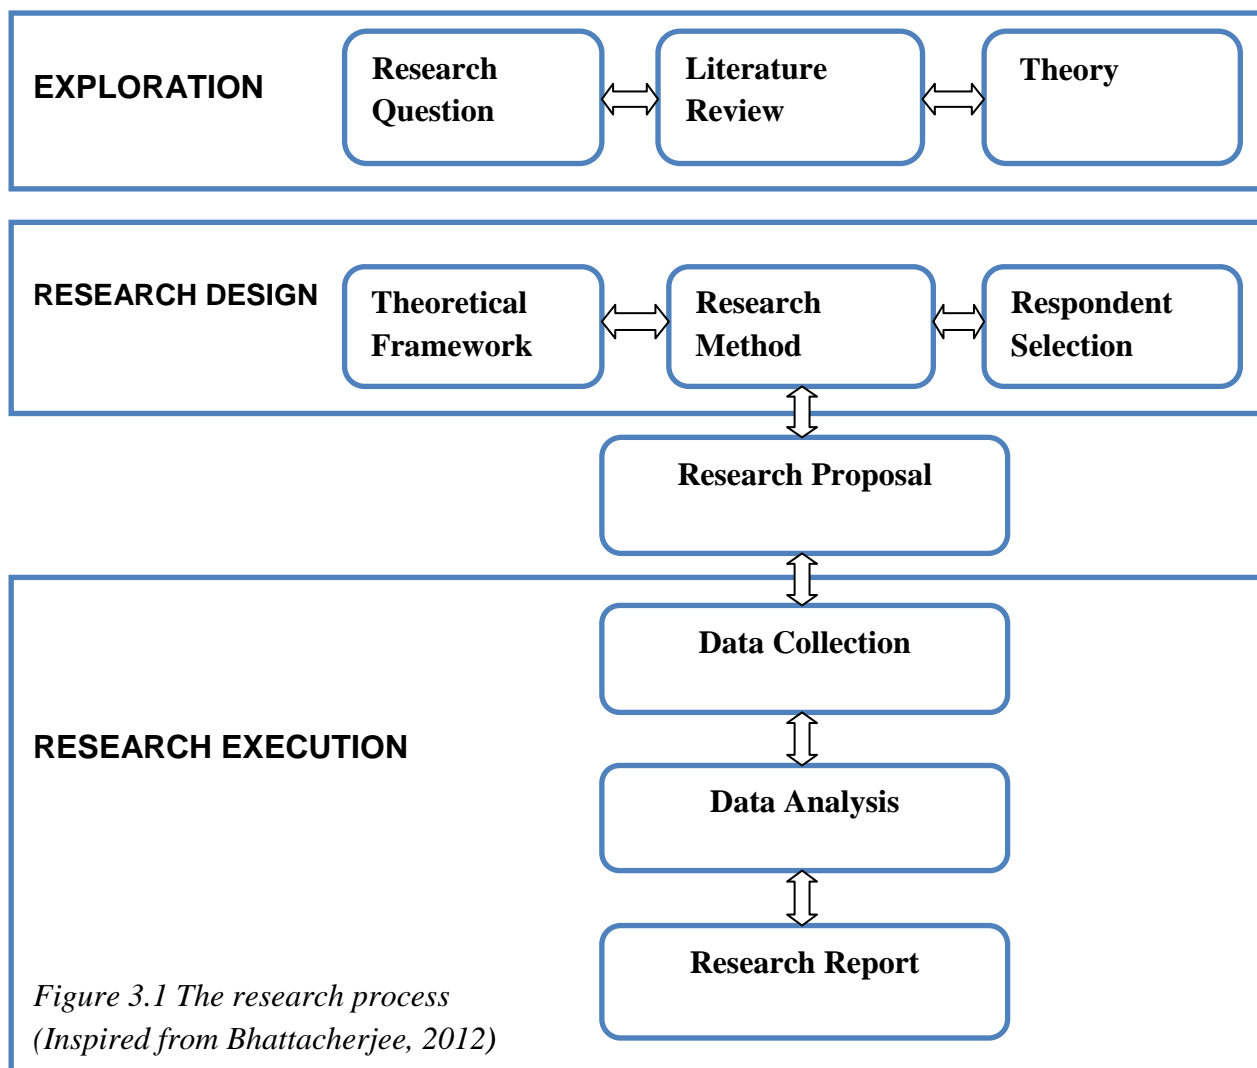 EXPLORATION
Research
Question
Literature
Review
Theory
RESEARCH DESIGN
Theoretical
Framework
Research
Method
Respondent
Selection
Research Proposal
Data Collection
RESEARCH EXECUTION
Data Analysis
Research Report
Figure 3.1 The research process
(Inspired from Bhattacherjee, 2012)